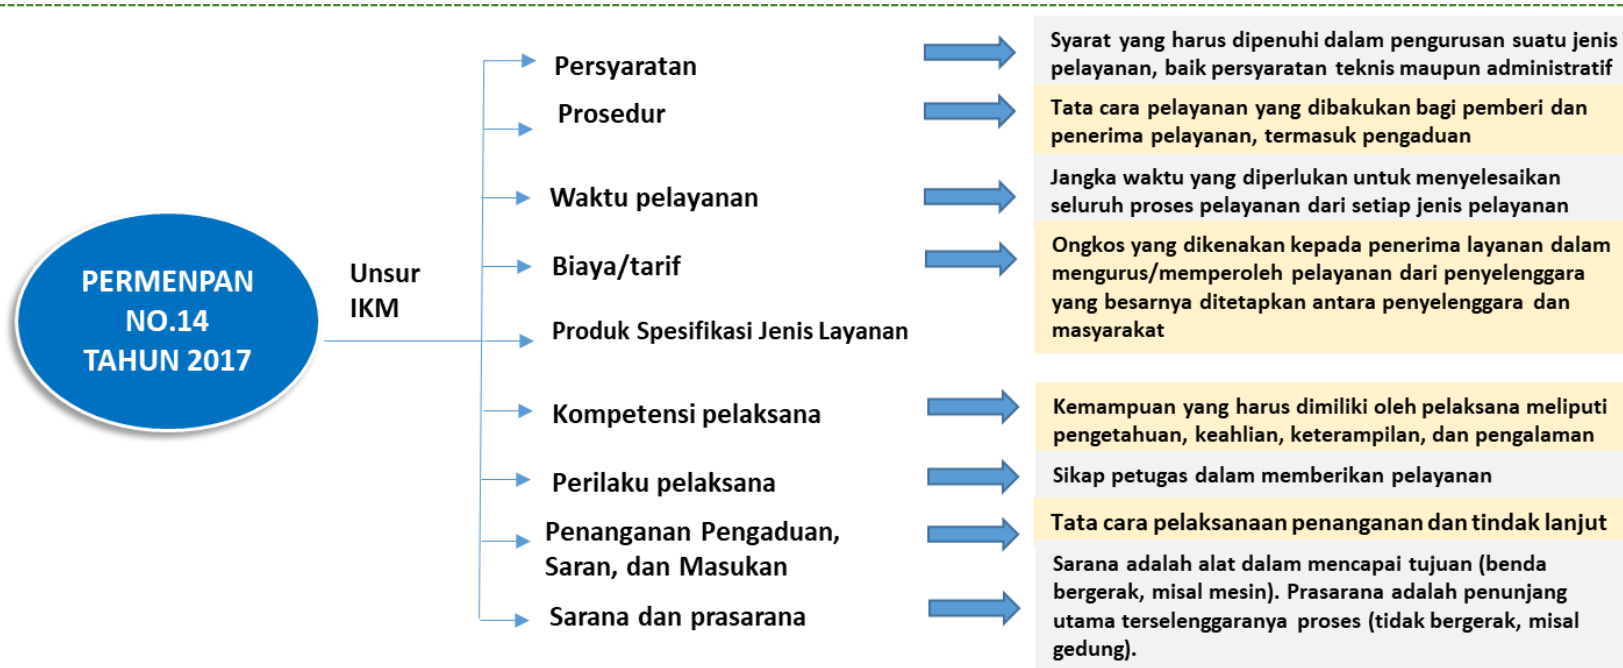 PERMENPAN
NO.14
TAHUN 2017
Unsur
IKM
Persyaratan
Syarat yang harus dipenuhi dalam pengurusan suatu jenis
pelayanan, baik persyaratan teknis maupun administratif
Prosedur
Tata cara pelayanan yang dibakukan bagi pemberi dan
penerima pelayanan, termasuk pengaduan
Waktu pelayanan
Jangka waktu yang diperlukan untuk menyelesaikan
seluruh proses pelayanan dari setiap jenis pelayanan
Biaya/tarif
Ongkos yang dikenakan kepada penerima layanan dalam
mengurus/memperoleh pelayanan dari penyelenggara
yang besarnya ditetapkan antara penyelenggara dan
masyarakat
Produk Spesifikasi Jenis Layanan
Kompetensi pelaksana
Kemampuan yang harus dimiliki oleh pelaksana meliputi
pengetahuan, keahlian, keterampilan, dan pengalaman
Perilaku pelaksana
Sikap petugas dalam memberikan pelayanan
Penanganan Pengaduan,
Saran, dan Masukan
Tata cara pelaksanaan penanganan dan tindak lanjut
Sarana dan prasarana
Sarana adalah alat dalam mencapai tujuan (benda
bergerak, misal mesin). Prasarana adalah penunjang
utama terselenggaranya proses (tidak bergerak, misal
gedung).